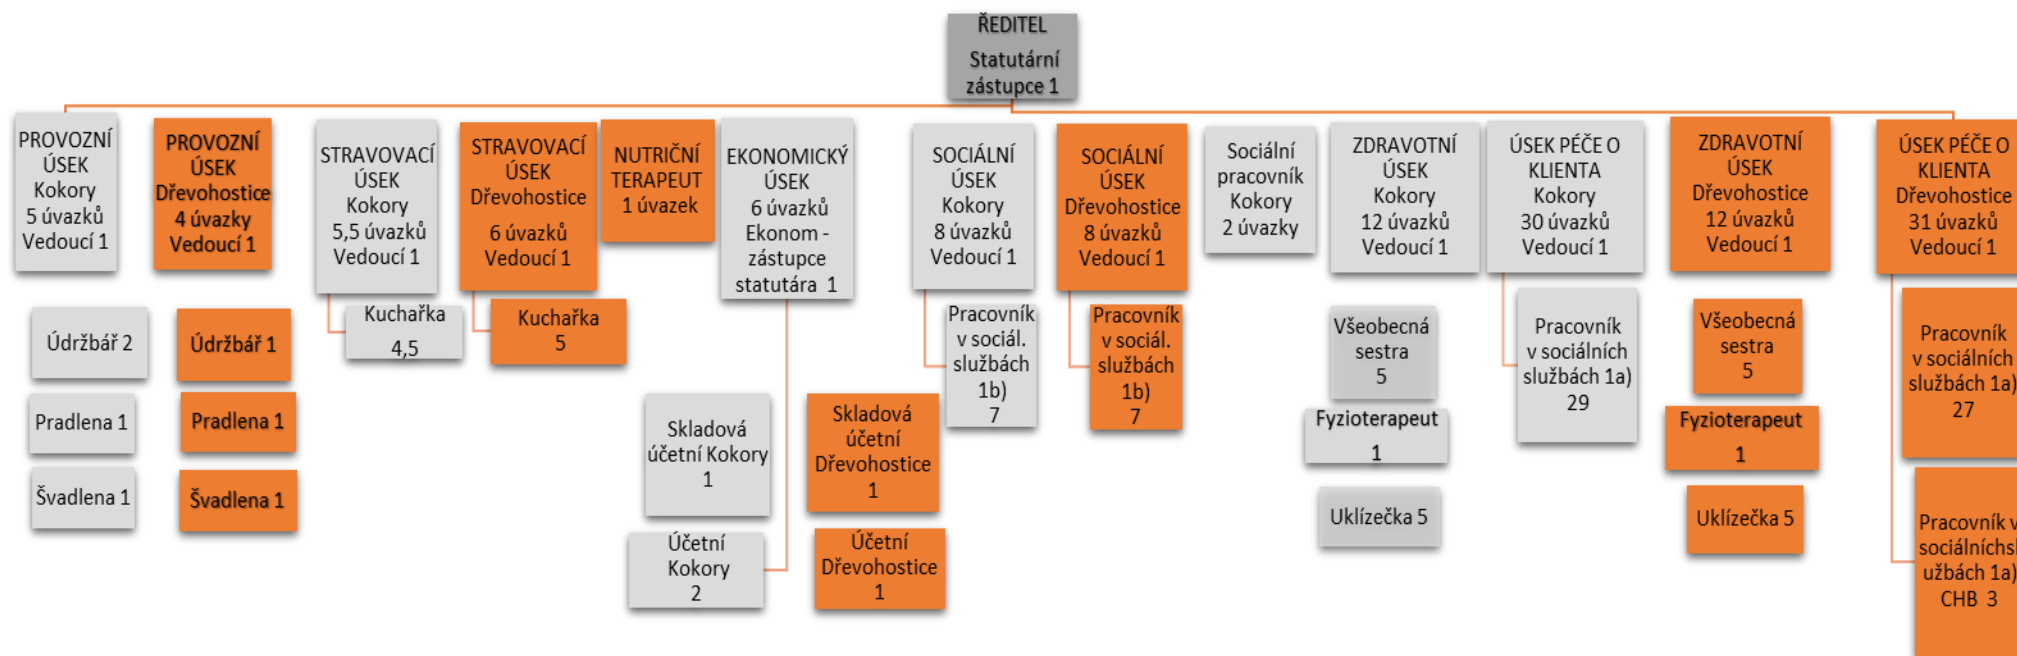 ŘEDITEL
Statutární
zástupce 1
PROVOZNÍ
ÚSEK
Kokory
5 úvazků
Vedoucí 1
PROVOZNÍ
ÚSEK
Dřevohostice
4 úvazky
Vedoucí 1
STRAVOVACÍ
ÚSEK
Kokory
5,5 úvazků
Vedoucí 1
STRAVOVACÍ
ÚSEK
Dřevohostice
6 úvazků
Vedoucí 1
NUTRIČNÍ
TERAPEUT
1 úvazek
EKONOMICKÝ
ÚSEK
6 úvazků
Ekonom -
zástupce
statutára 1
SOCIÁLNÍ
ÚSEK
Kokory
8 úvazků
Vedoucí 1
SOCIÁLNÍ
ÚSEK
Dřevohostice
8 úvazků
Vedoucí 1
Sociální
pracovník
Kokory
2 úvazky
ZDRAVOTNÍ
ÚSEK
Kokory
12 úvazků
Vedoucí 1
ÚSEK PÉČE O
KLIENTA
Kokory
30 úvazků
Vedoucí 1
ZDRAVOTNÍ
ÚSEK
Dřevohostice
12 úvazků
Vedoucí 1
ÚSEK PÉČE O
KLIENTA
Dřevohostice
31 úvazků
Vedoucí 1
Údržbář 2
Pradlena 1
Švadlena 1
Údržbář 1
Pradlena 1
Švadlena 1
Kuchařka
4,5
Kuchařka
5
Skladová
účetní Kokory
1
Účetní
Kokory
2
Skladová
účetní
Dřevohostice
1
Účetní
Dřevohostice
1
Pracovník
v sociál.
službách
1b)
7
Pracovník
v sociál.
službách
1b)
7
Všeobecná
sestra
5
Fyzioterapeut
1
Uklízečka 5
Pracovník
v sociálních
službách 1a)
29
Všeobecná
sestra
5
Fyzioterapeut
1
Uklízečka 5
Pracovník
v sociálních
službách 1a)
27
Pracovník v
sociálníchsl
užbách 1a)
CHB 3